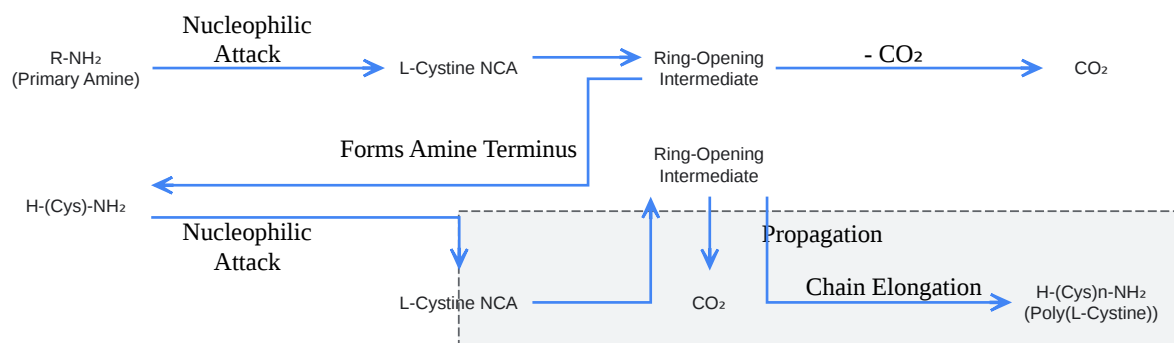 Nucleophilic
Attack
R-NH₂
(Primary Amine)
L-Cystine NCA
Ring-Opening
Intermediate
- CO₂
CO₂
Forms Amine Terminus
Ring-Opening
Intermediate
H-(Cys)-NH₂
Nucleophilic
Attack
Propagation
L-Cystine NCA
CO₂
Chain Elongation
H-(Cys)n-NH₂
(Poly(L-Cystine))